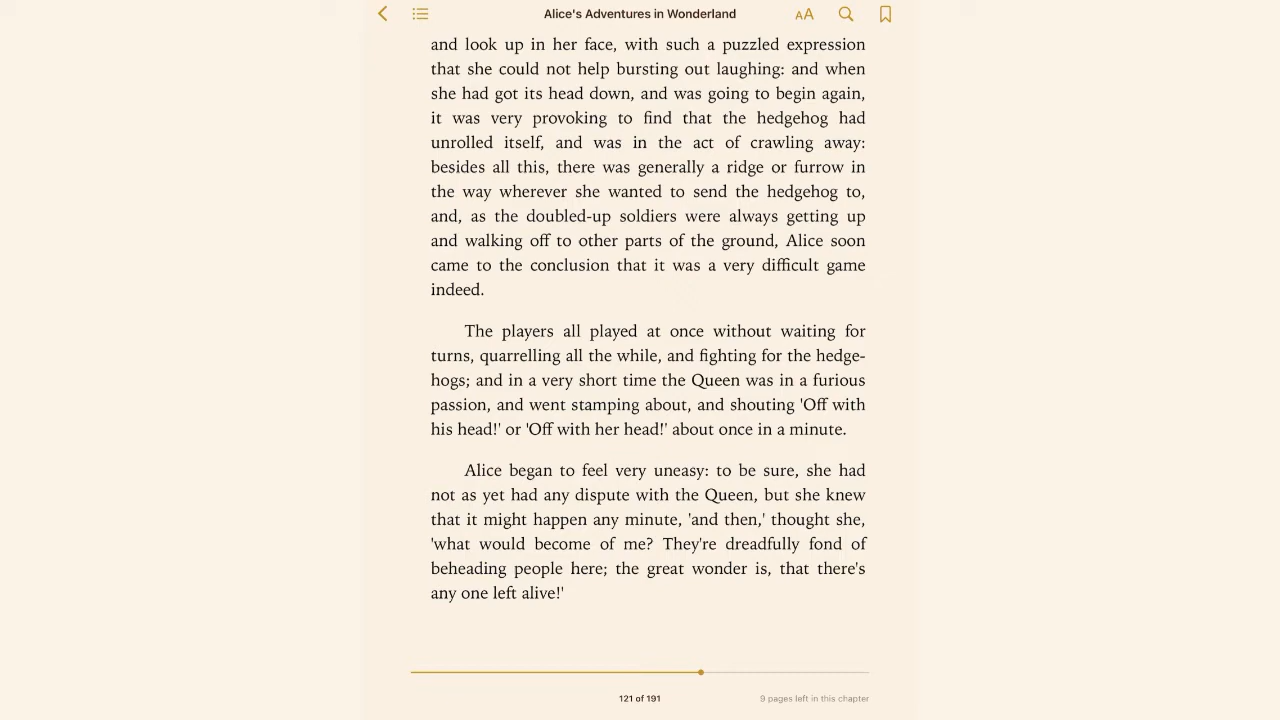 Alice's Adventures in Wonderland
AA
and look up in her face, with such a puzzled expression
that she could not help bursting out laughing: and when
she had got its head down, and was going to begin again,
it was very provoking to find that the hedgehog had
unrolled itself, and was in the act of crawling away:
besides all this, there was generally a ridge or furrow in
the way wherever she wanted to send the hedgehog to,
and, as the doubled-up soldiers were always getting up
and walking off to other parts of the ground, Alice soon
came to the conclusion that it was a very difficult game
indeed.
The players all played at once without waiting for
turns, quarrelling all the while, and fighting for the hedge-
hogs; and in a very short time the Queen was in a furious
passion, and went stamping about, and shouting 'Off with
his head!' or 'Off with her head!' about once in a minute.
Alice began to feel very uneasy: to be sure, she had
not as yet had any dispute with the Queen, but she knew
that it might happen any minute, 'and then,' thought she,
'what would become of me? They're dreadfully fond of
beheading people here; the great wonder is, that there's
any one left alive!'
121 of 191
9 pages left in this chapter